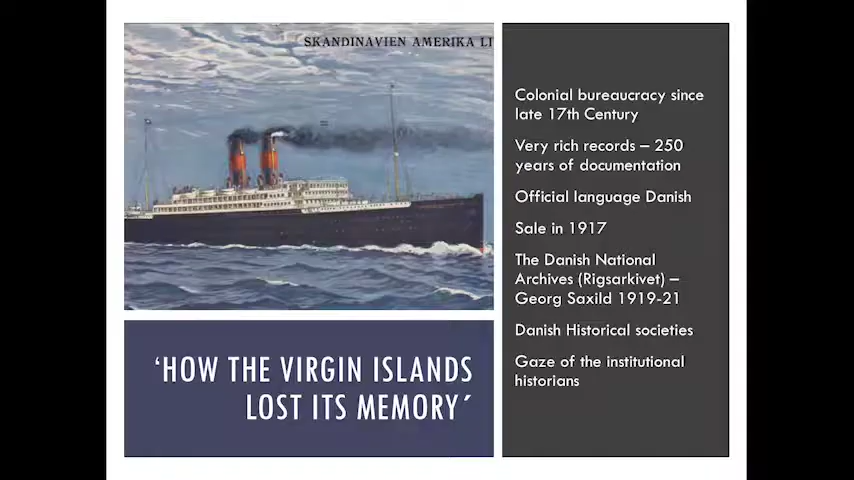 SKANDINAVIEN AMERIKA LI
‘HOW THE VIRGIN ISLANDS
LOST ITS MEMORY´
Colonial bureaucracy since
late 17th Century
Very rich records – 250
years of documentation
Official language Danish
Sale in 1917
The Danish National
Archives (Rigsarkivet) –
Georg Saxild 1919-21
Danish Historical societies
Gaze of the institutional
historians